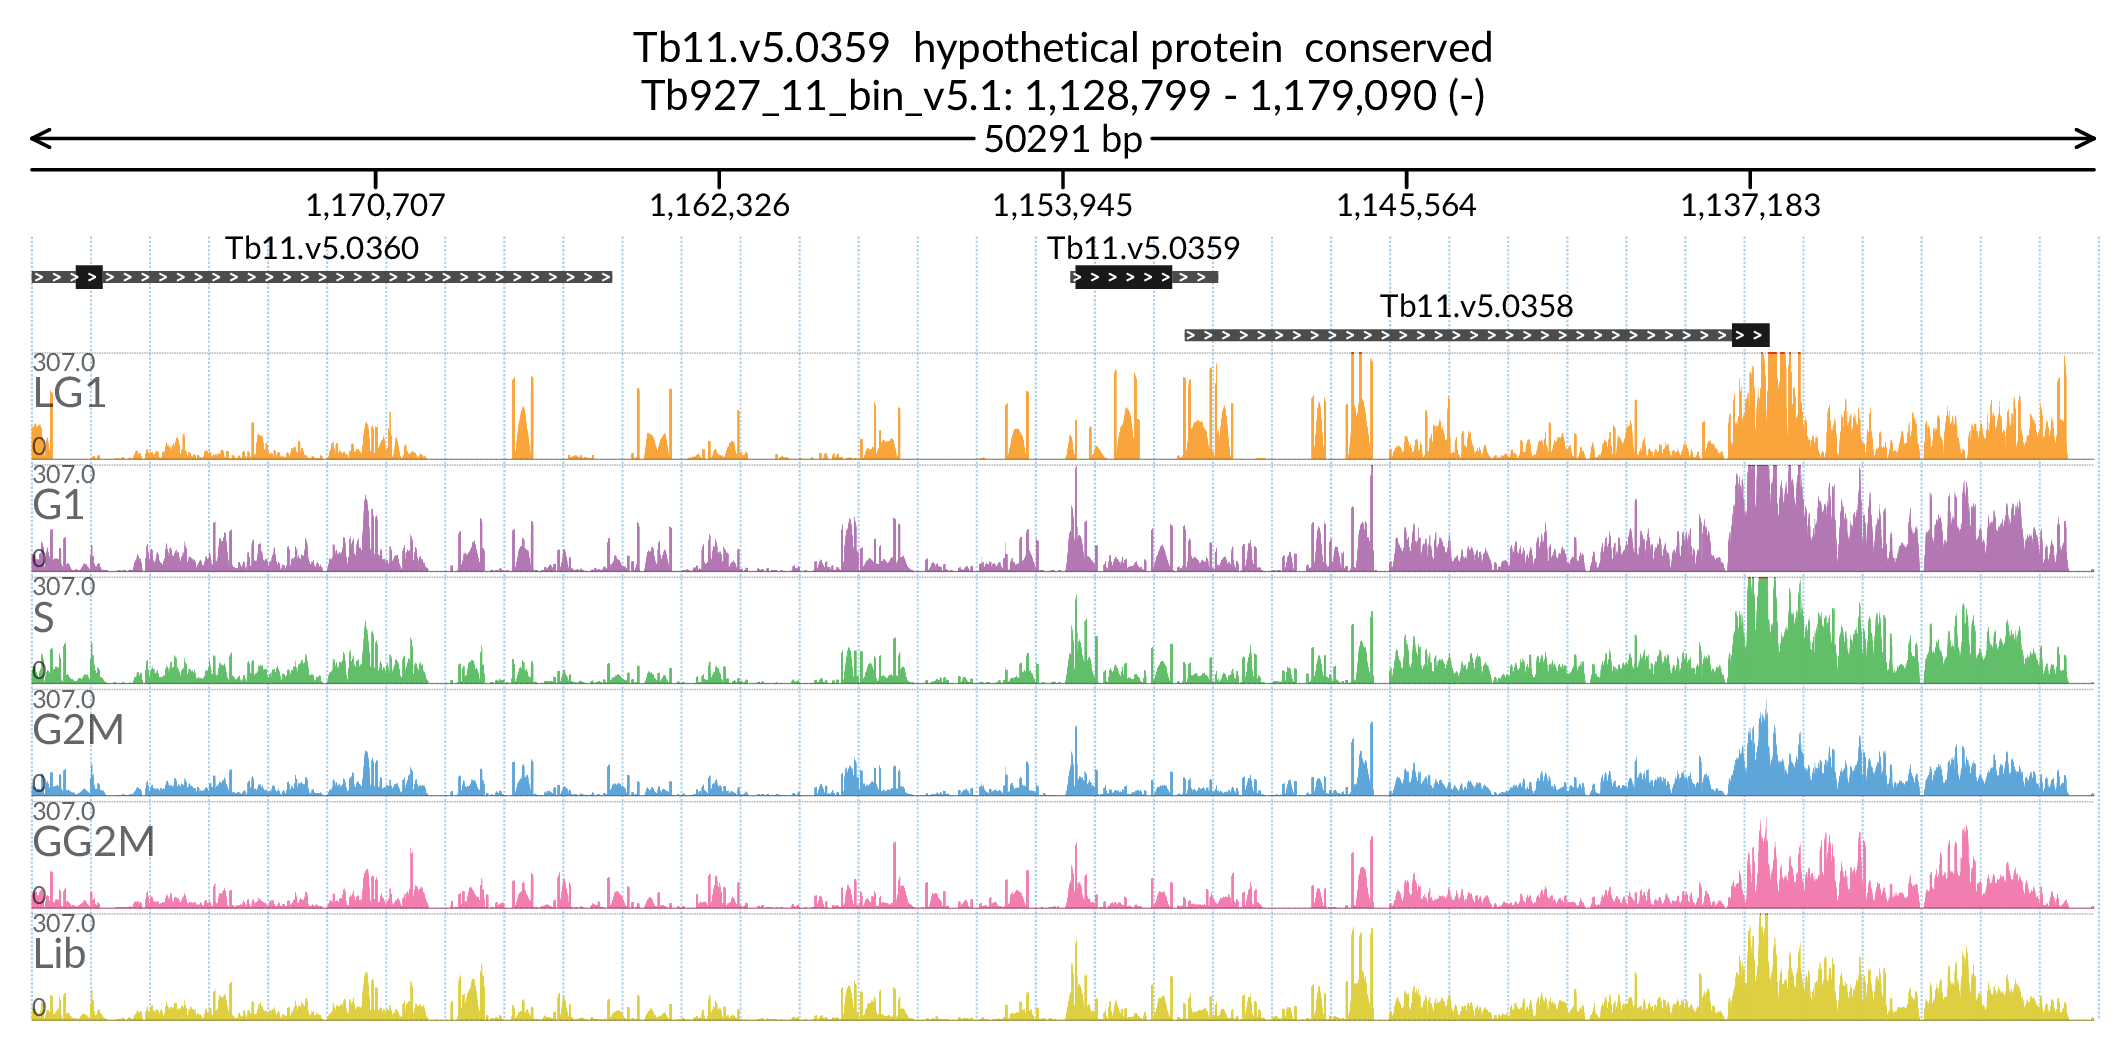 Tb11.v5.0359 hypothetical protein conserved
Tb927_11_bin_v5.1: 1,128,799 - 1,179,090 (-)
50291 bp
1,170,707 1,162,326 1,153,945 1,145,564 1,137,183
Tb11.v5.0360 Tb11.v5.0359
Tb11.v5.0358
307.0
LG1
0
307.0
G1
0
307.0
S
0
307.0
G2M
0
307.0
GG2M
0
307.0
Lib
0